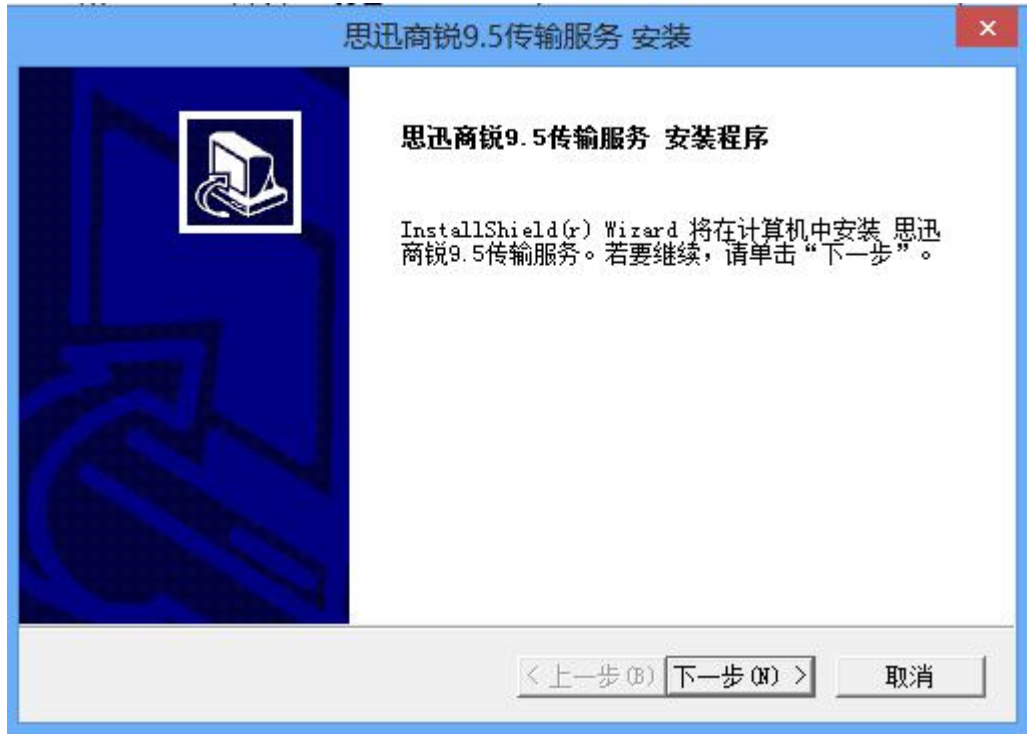 思迅商锐9.5传输服务 安装
思迅商锐9.5传输服务 安装程序
InstallShield(r) Wizard 将在计算机中安装 思迅
商锐9.5传输服务。若要继续，请单击“下一步”。
< 上一步(B) 下一步(N) > 取消